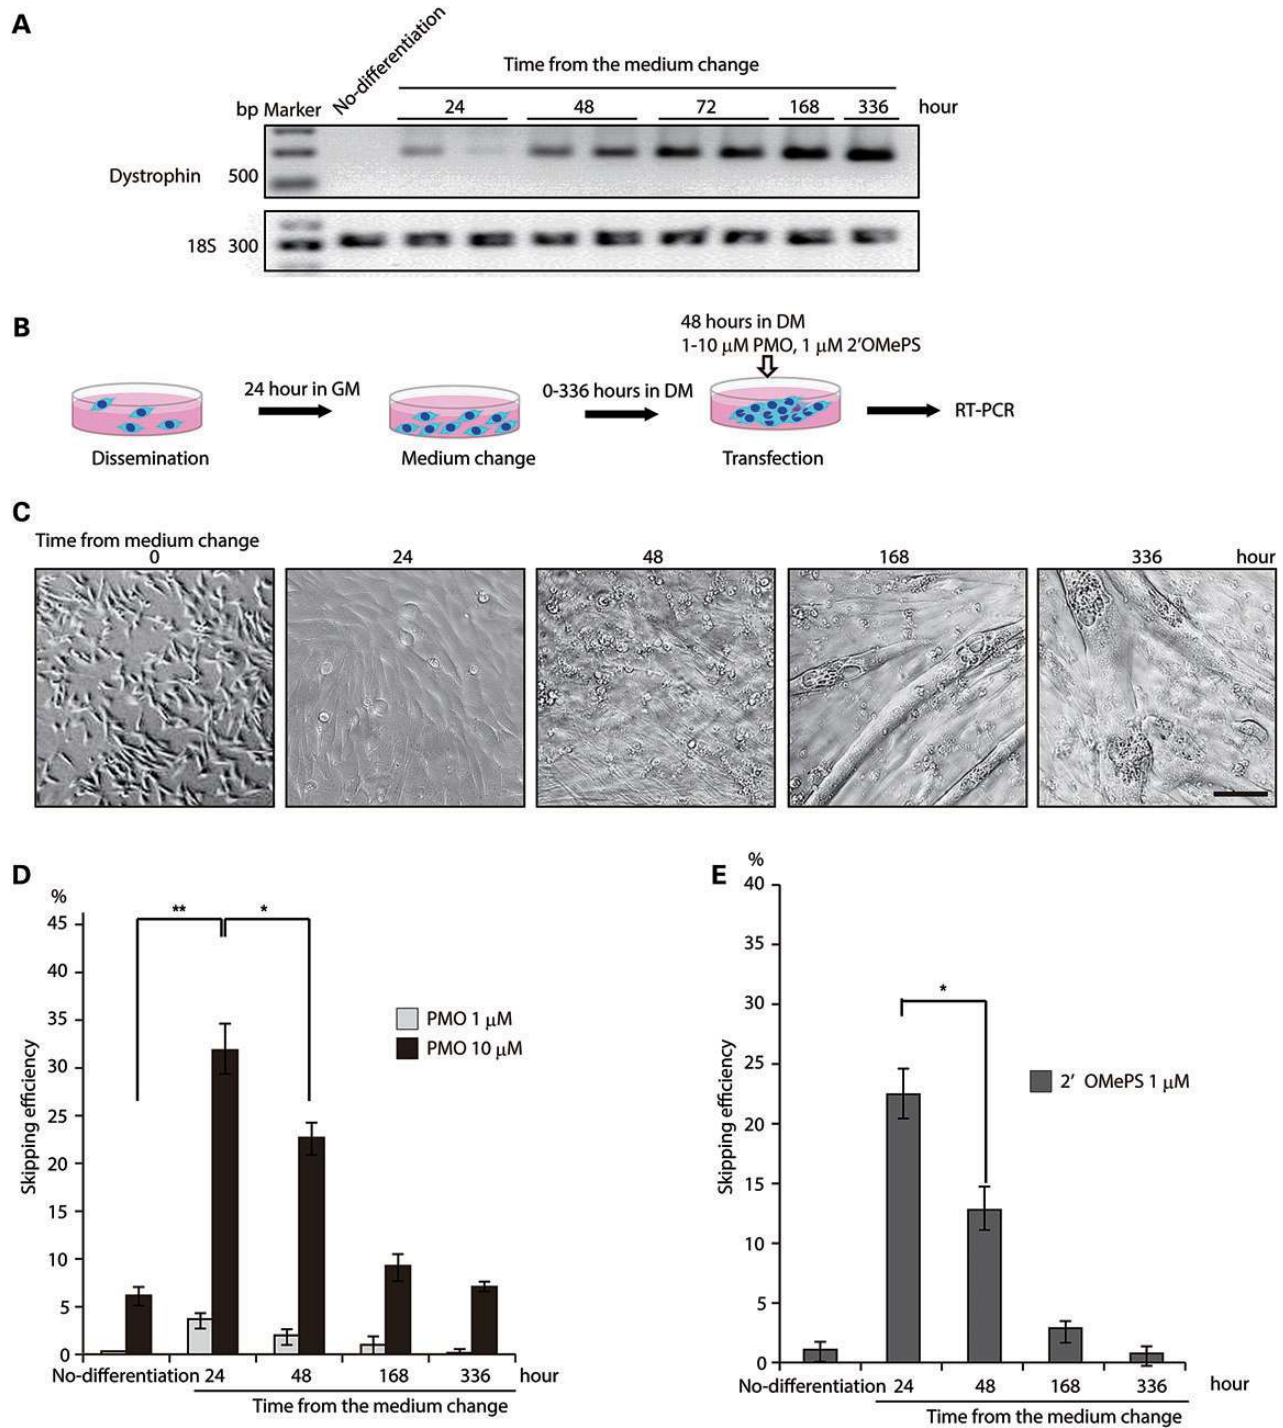 A
No-differentiation
Time from the medium change
bp Marker 24 48 72 168 336 hour
Dystrophin 500
18S 300
B
48 hours in DM
1-10 μM PMO, 1 μM 2'OMePS
24 hour in GM
0-336 hours in DM
RT-PCR
Dissemination
Medium change
Transfection
C
Time from medium change
0 24 48 168 336 hour
D
%
** *
45
40
35
30
25
20
15
10
5
0
Skipping efficiency
PMO 1 μM
PMO 10 μM
No-differentiation 24 48 168 336 hour
Time from the medium change
E
%
40
35
30
25
20
15
10
5
0
*
Skipping efficiency
2' OMePS 1 μM
No-differentiation 24 48 168 336 hour
Time from the medium change